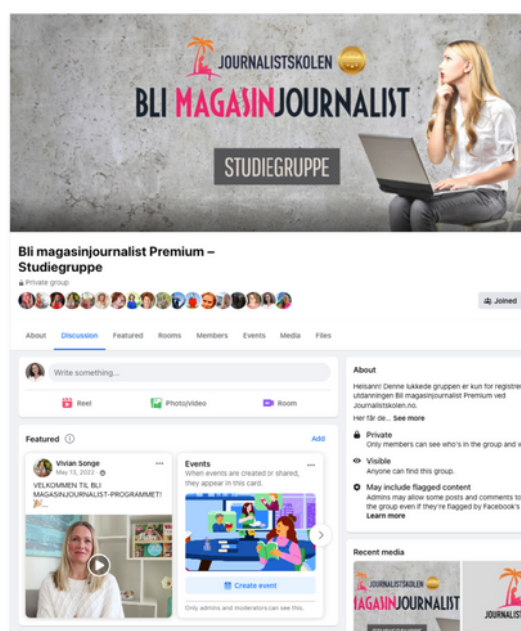 JOURNALISTSKOLEN
BLI MAGASINJOURNALIST
STUDIEGRUPPE
Bli magasinjournalist Premium –
Studiegruppe
Private group
Joined
About Discussion Featured Rooms Members Events Media Files
Write something...
Reel Photo/video Room
Featured
Add
Vivian Songe
May 13, 2022
VELKOMMEN TIL BLI
MAGASINJOURNALIST-PROGRAMMET!
...
Events
When events are created or shared,
they appear in this card.
Create event
Only admins and moderators can see this.
About
Heisann! Denne lukkede gruppen er kun for
utdanningen Bli magasinjournalist Premium ved
Journalistskolen.no.
Her får de... See more
Private
Only members can see who's in the group and
Visible
Anyone can find this group.
May include flagged content
Admins may allow some posts and comments to
the group even if they're flagged by Facebook's
Learn more
Recent media
JOURNALISTSKOLEN
MAGASINJOURNALIST
STUDIEGRUPPE